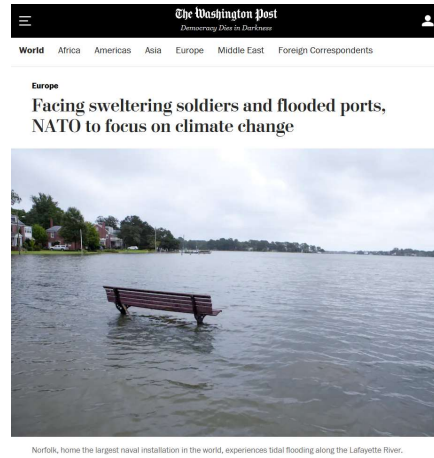 The Washington Post
Democracy Dies in Darkness
World Africa Americas Asia Europe Middle East Foreign Correspondents
Europe
Facing sweltering soldiers and flooded ports,
NATO to focus on climate change
Norfolk, home the largest naval installation in the world, experiences tidal flooding along the Lafayette River.